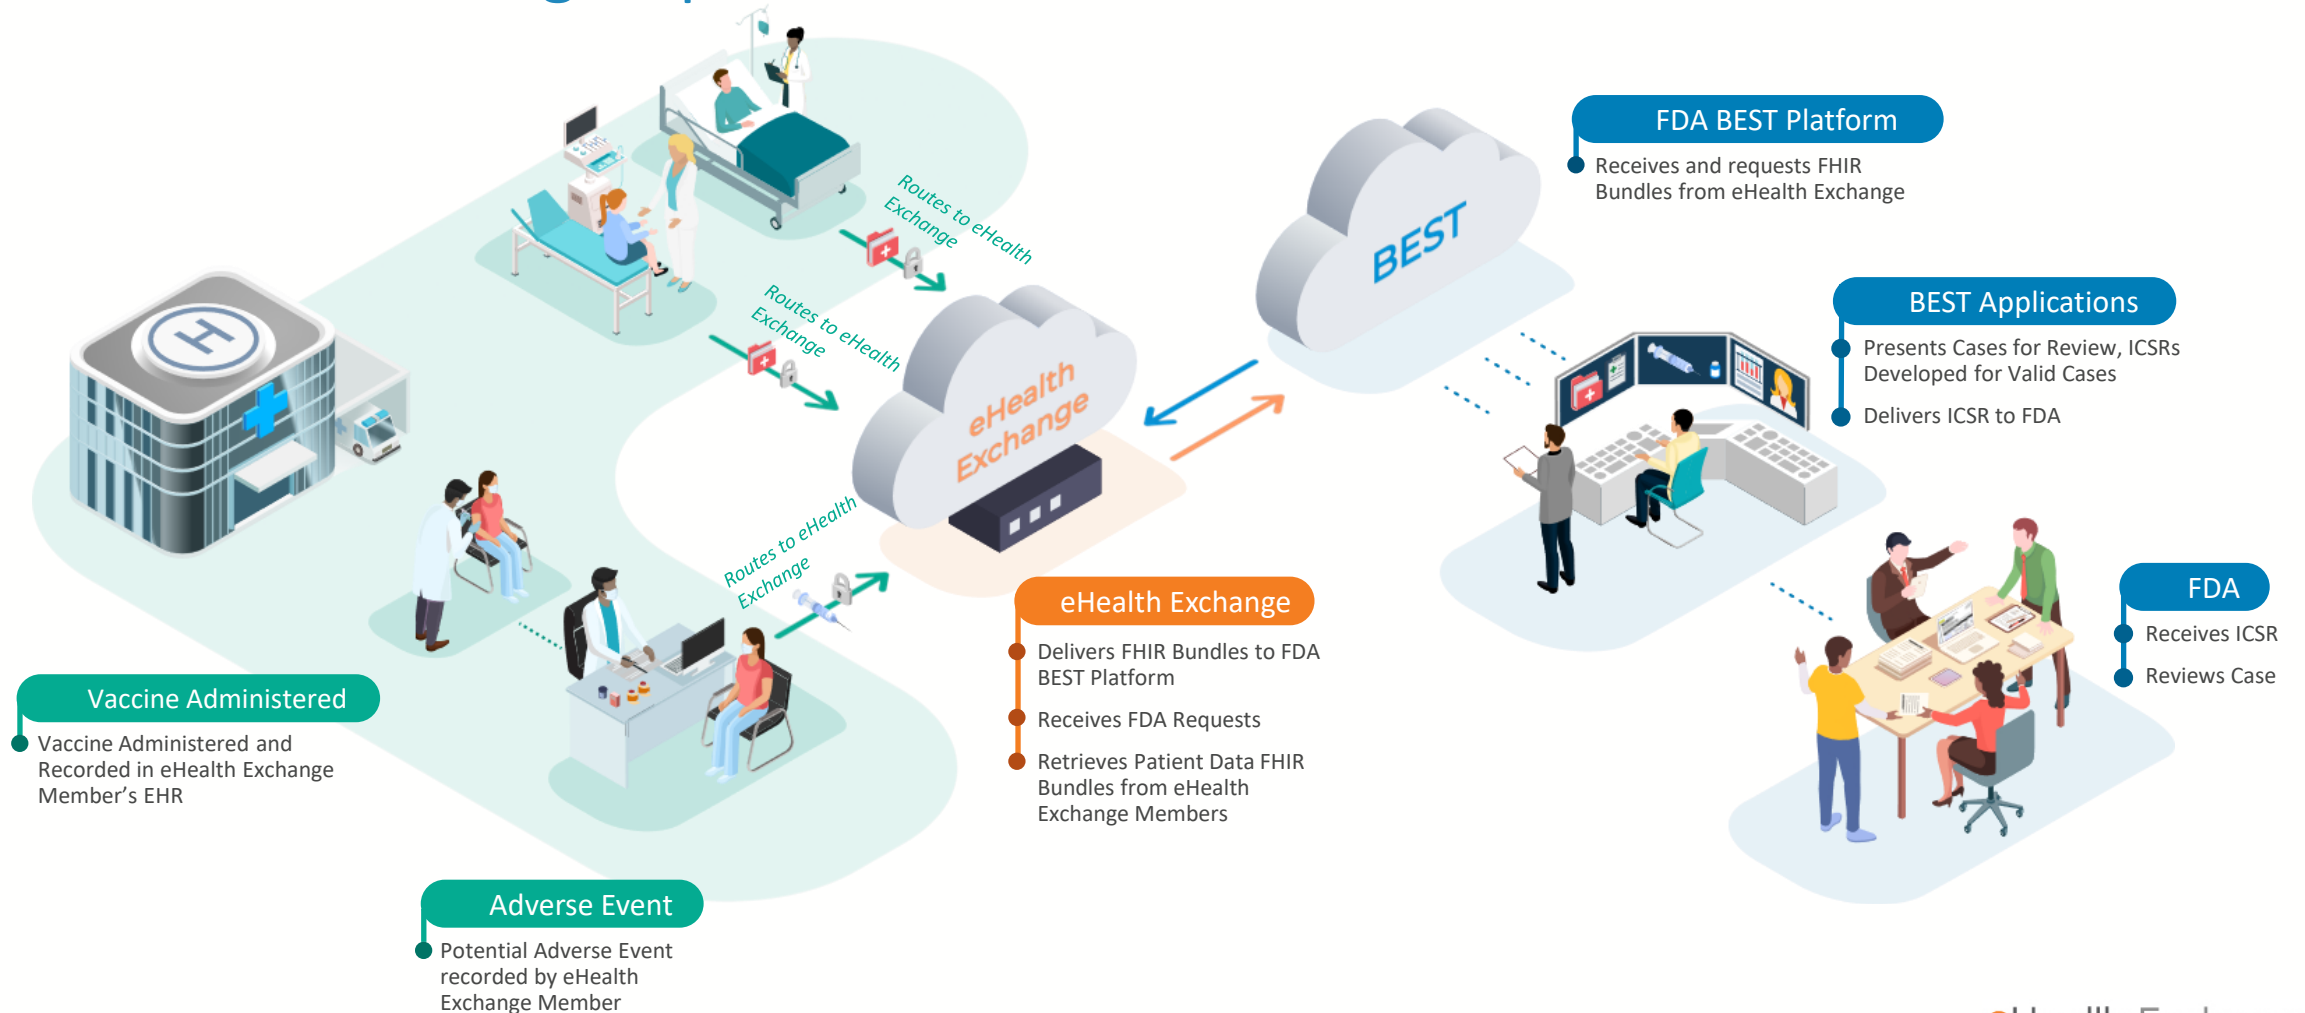 FDA BEST Platform
Receives and requests FHIR
Bundles from eHealth Exchange
Routes to eHealth
Exchange
BEST
Routes to eHealth
Exchange
BEST Applications
Presents Cases for Review, ICSRs
Developed for Valid Cases
Delivers ICSR to FDA
H
eHealth
Exchange
Routes to eHealth
Exchange
eHealth Exchange
Delivers FHIR Bundles to FDA
BEST Platform
Receives FDA Requests
Retrieves Patient Data FHIR
Bundles from eHealth
Exchange Members
FDA
Receives ICSR
Reviews Case
Vaccine Administered
Vaccine Administered and
Recorded in eHealth Exchange
Member’s EHR
Adverse Event
Potential Adverse Event
recorded by eHealth
Exchange Member